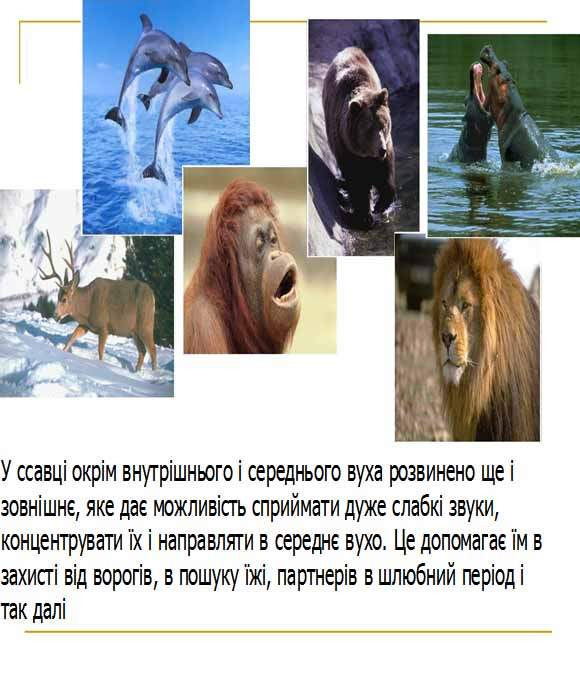 У ссавці окрім внутрішнього і середнього вуха розвинено ще і
зовнішнє, яке дає можливість сприймати дуже слабкі звуки,
концентрувати їх і направляти в середнє вухо. Це допомагає їм в
захисті від ворогів, в пошуку їжі, партнерів в шлюбний період і
так далі